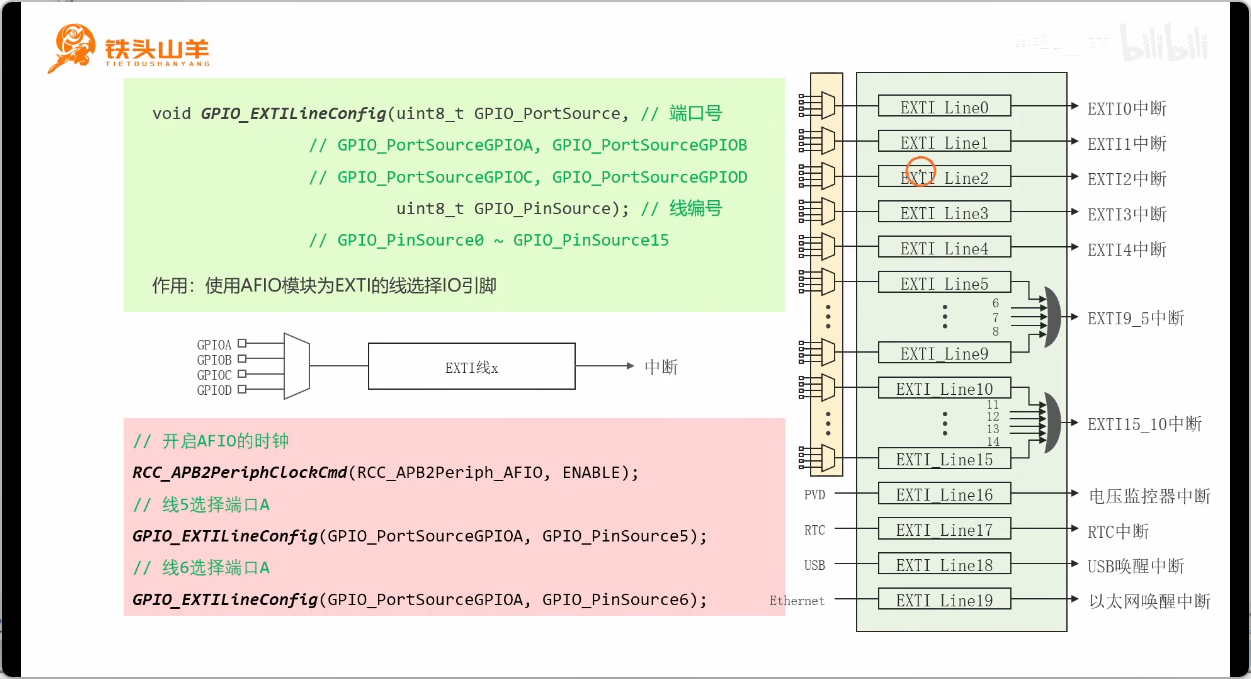 铁头山羊
TIETOUSHANYANG
bilibili
void GPIO_EXTILineConfig(uint8_t GPIO_PortSource, // 端口号
// GPIO_PortSourceGPIOA, GPIO_PortSourceGPIOB
// GPIO_PortSourceGPIOC, GPIO_PortSourceGPIOD
uint8_t GPIO_PinSource); // 线编号
// GPIO_PinSource0 ~ GPIO_PinSource15
作用：使用AFIO模块为EXTI的线选择IO引脚
GPIOA
GPIOB
GPIOC
GPIOD
EXTI线x
中断
// 开启AFIO的时钟
RCC_APB2PeriphClockCmd(RCC_APB2Periph_AFIO, ENABLE);
// 线5选择端口A
GPIO_EXTILineConfig(GPIO_PortSourceGPIOA, GPIO_PinSource5);
// 线6选择端口A
GPIO_EXTILineConfig(GPIO_PortSourceGPIOA, GPIO_PinSource6);
EXTI_Line0 EXTI0中断
EXTI_Line1 EXTI1中断
EXTI_Line2 EXTI2中断
EXTI_Line3 EXTI3中断
EXTI_Line4 EXTI4中断
EXTI_Line5
6
7
8
EXTI9_5中断
EXTI_Line9
EXTI_Line10
11
12
13
14
EXTI15_10中断
EXTI_Line15
PVD EXTI_Line16 电压监控器中断
RTC EXTI_Line17 RTC中断
USB EXTI_Line18 USB唤醒中断
Ethernet EXTI_Line19 以太网唤醒中断